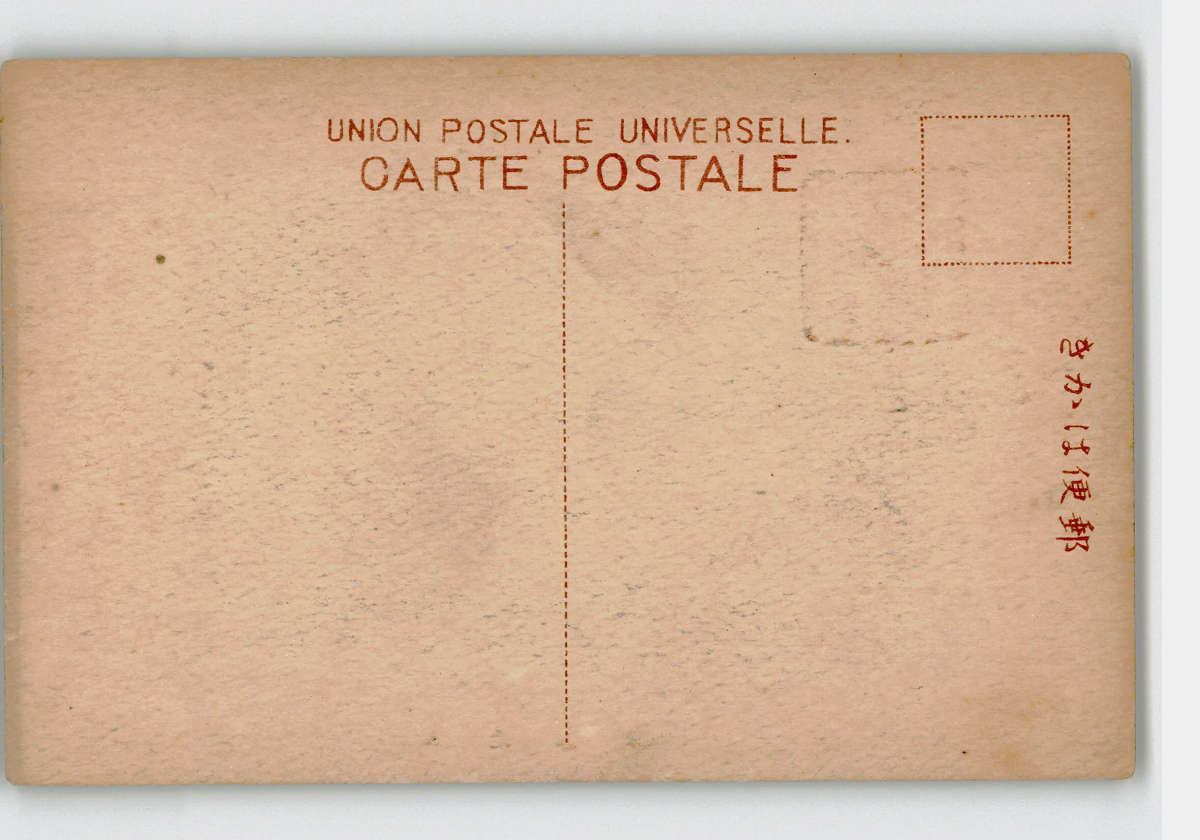 UNION POSTALE UNIVERSELLE.
CARTE POSTALE
きかは便郵